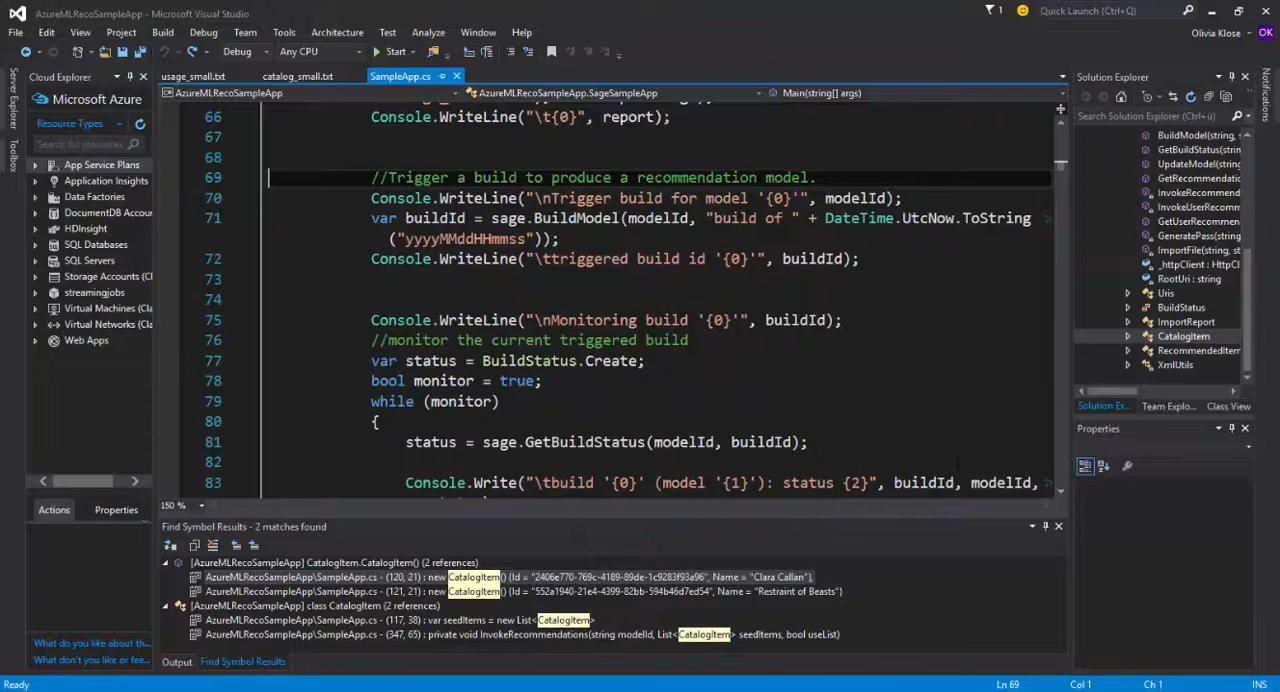 AzureMLRecoSampleApp - Microsoft Visual Studio
1
Quick Launch (Ctrl+Q)
File Edit View Project Build Debug Team Tools Architecture Test Analyze Window Help
Olivia Klose
OK
Debug
Any CPU
Start
Server Explorer
Toolbox
Cloud Explorer
Microsoft Azure
Resource Types
Search for resources
App Service Plans
Application Insights
Data Factories
DocumentDB Accou
HDInsight
SQL Databases
SQL Servers
Storage Accounts (Cl
streamingjobs
Virtual Machines (Cla
Virtual Networks (Cla
Web Apps
Actions
Properties
What do you like about th
What don't you like or fee
usage_small.txt
catalog_small.txt
SampleApp.cs
AzureMLRecoSampleApp
AzureMLRecoSampleApp.SageSampleApp
Main(string[] args)
66 Console.WriteLine("\t{0}", report);
67
68
69 //Trigger a build to produce a recommendation model.
70 Console.WriteLine("\nTrigger build for model '{0}'", modelId);
71 var buildId = sage.BuildModel(modelId, "build of " + DateTime.UtcNow.ToString
("yyyyMMddHHmmss"));
72 Console.WriteLine("\ttriggered build id '{0}'", buildId);
73
74
75 Console.WriteLine("\nMonitoring build '{0}'", buildId);
76 //monitor the current triggered build
77 var status = BuildStatus.Create;
78 bool monitor = true;
79 while (monitor)
80 {
81 status = sage.GetBuildStatus(modelId, buildId);
82
83 Console.Write("\tbuild '{0}' (model '{1}'): status {2}", buildId, modelId,
150 %
Find Symbol Results - 2 matches found
[AzureMLRecoSampleApp] CatalogItem.CatalogItem() (2 references)
AzureMLRecoSampleApp\SampleApp.cs - (120, 21) : new CatalogItem() {Id = "2406e770-769c-4189-89de-1c9283f93a96", Name = "Clara Callan"},
AzureMLRecoSampleApp\SampleApp.cs - (121, 21) : new CatalogItem() {Id = "552a1940-21e4-4399-82bb-594b46d7ed54", Name = "Restraint of Beasts"}
[AzureMLRecoSampleApp] class CatalogItem (2 references)
AzureMLRecoSampleApp\SampleApp.cs - (117, 38) : var seedItems = new List<CatalogItem>
AzureMLRecoSampleApp\SampleApp.cs - (347, 65) : private void InvokeRecommendations(string modelId, List<CatalogItem> seedItems, bool useList)
Output
Find Symbol Results
Solution Explorer
Search Solution Explorer (Ctrl+ü)
BuildModel(string,
GetBuildStatus(strin
UpdateModel(strin
GetRecommendatio
InvokeRecommend
InvokeUserRecomm
GetUserRecommen
GeneratePass(string
ImportFile(string, s
_httpClient : HttpCl
RootUri : string
Uris
BuildStatus
ImportReport
CatalogItem
RecommendedItem
XmlUtils
Solution Ex...
Team Explo...
Class View
Properties
Notifications
Ready
Ln 69
Col 1
Ch 1
INS